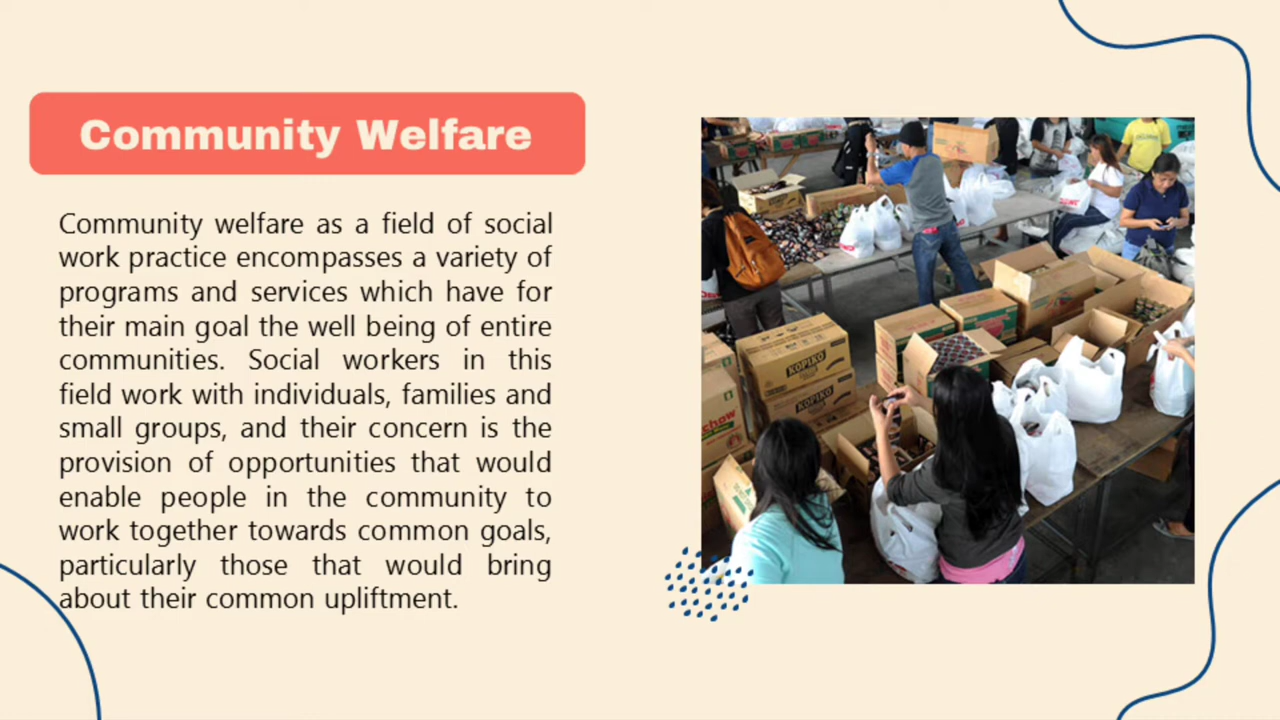 Community Welfare
Community welfare as a field of social
work practice encompasses a variety of
programs and services which have for
their main goal the well being of entire
communities. Social workers in this
field work with individuals, families and
small groups, and their concern is the
provision of opportunities that would
enable people in the community to
work together towards common goals,
particularly those that would bring
about their common upliftment.
KOPIKO
KOPIKO